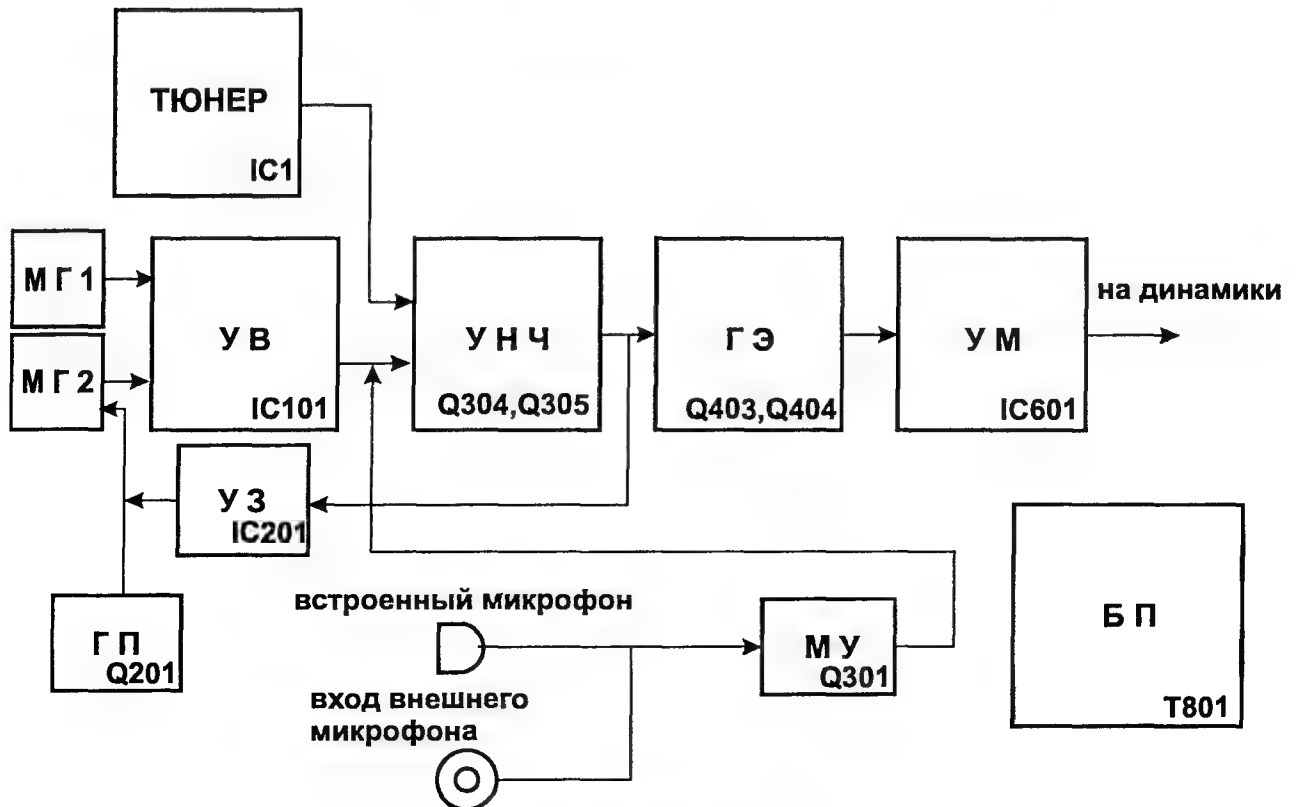 ТЮНЕР
IC1
М Г 1
У В
IC101
У Н Ч
Q304,Q305
Г Э
Q403,Q404
У М
IC601
на динамики
М Г 2
У З
IC201
Г П
Q201
встроенный микрофон
вход внешнего
микрофона
М У
Q301
Б П
T801